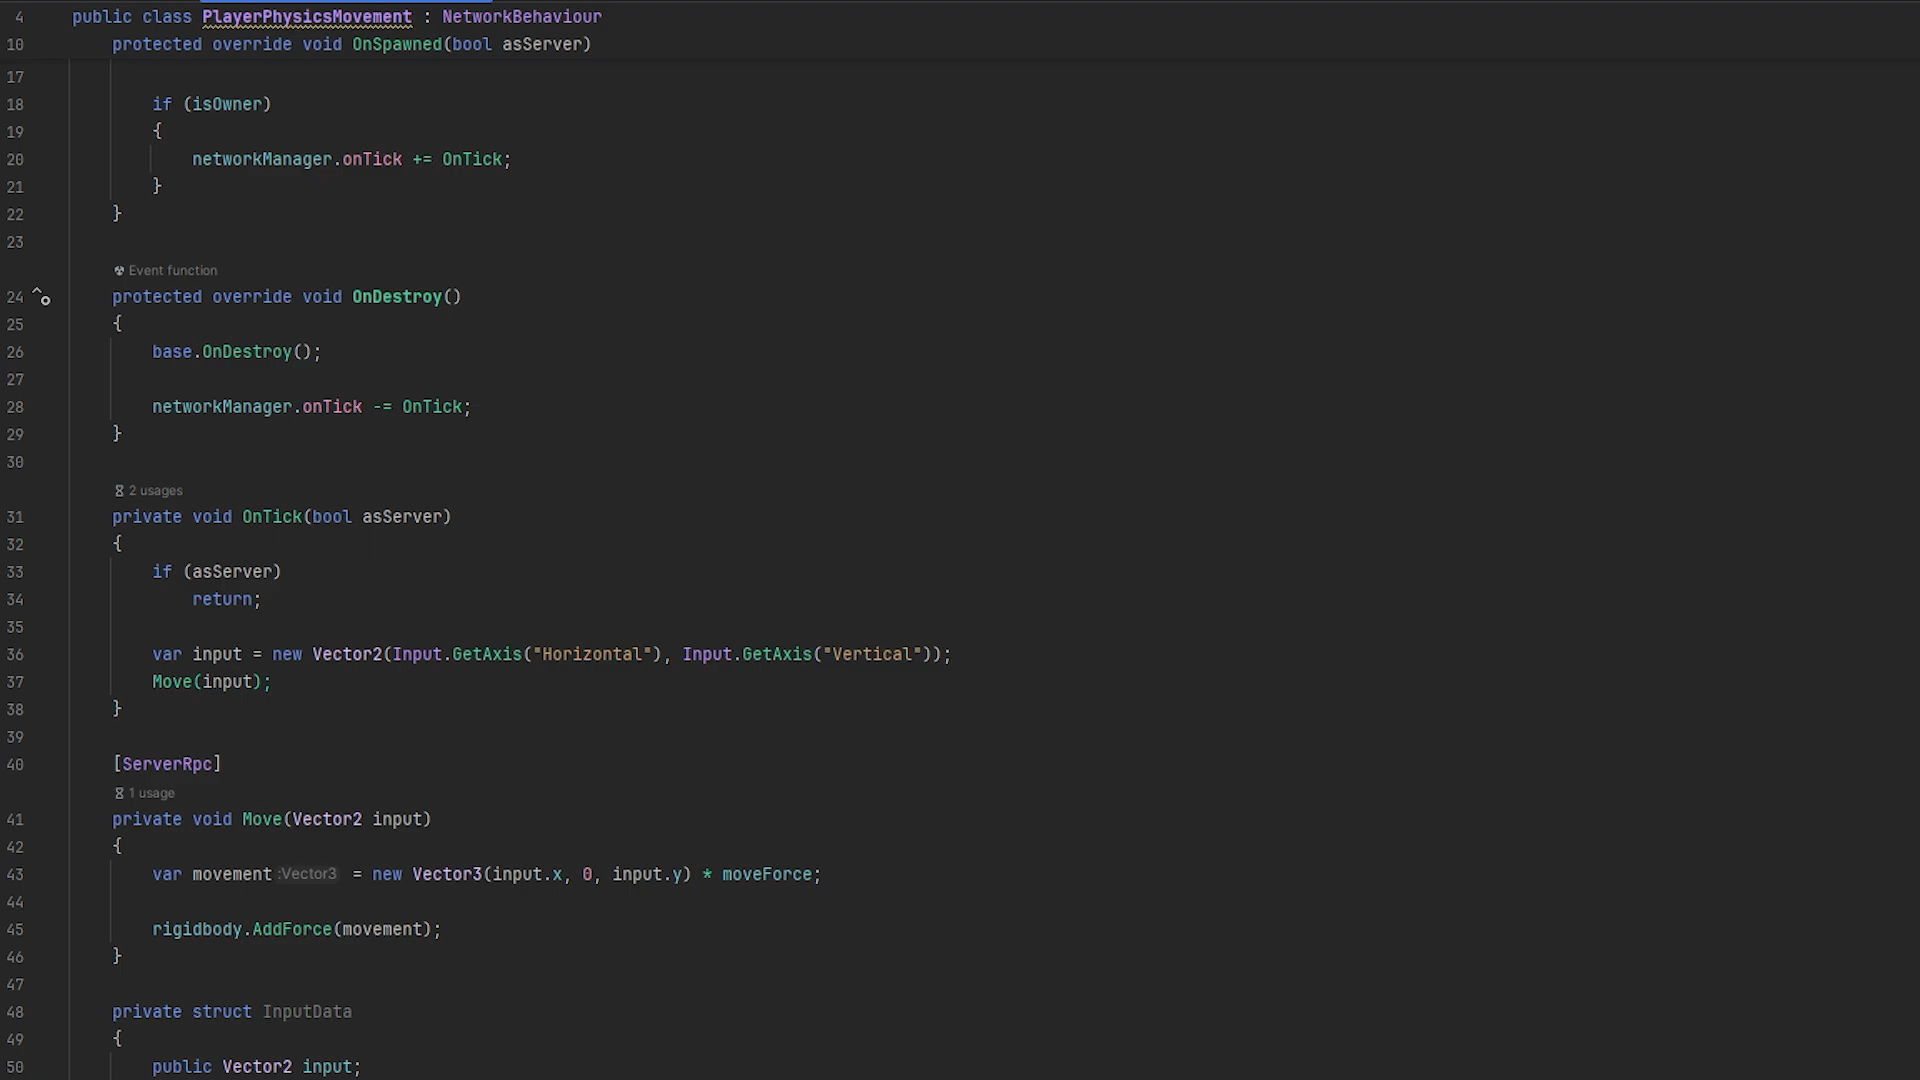 4 public class PlayerPhysicsMovement : NetworkBehaviour
10 protected override void OnSpawned(bool asServer)
17
18 if (isOwner)
19 {
20 networkManager.onTick += OnTick;
21 }
22 }
23
Event function
24 protected override void OnDestroy()
25 {
26 base.OnDestroy();
27
28 networkManager.onTick -= OnTick;
29 }
30
2 usages
31 private void OnTick(bool asServer)
32 {
33 if (asServer)
34 return;
35
36 var input = new Vector2(Input.GetAxis("Horizontal"), Input.GetAxis("Vertical"));
37 Move(input);
38 }
39
40 [ServerRpc]
1 usage
41 private void Move(Vector2 input)
42 {
43 var movement :Vector3 = new Vector3(input.x, 0, input.y) * moveForce;
44
45 rigidbody.AddForce(movement);
46 }
47
48 private struct InputData
49 {
50 public Vector2 input;